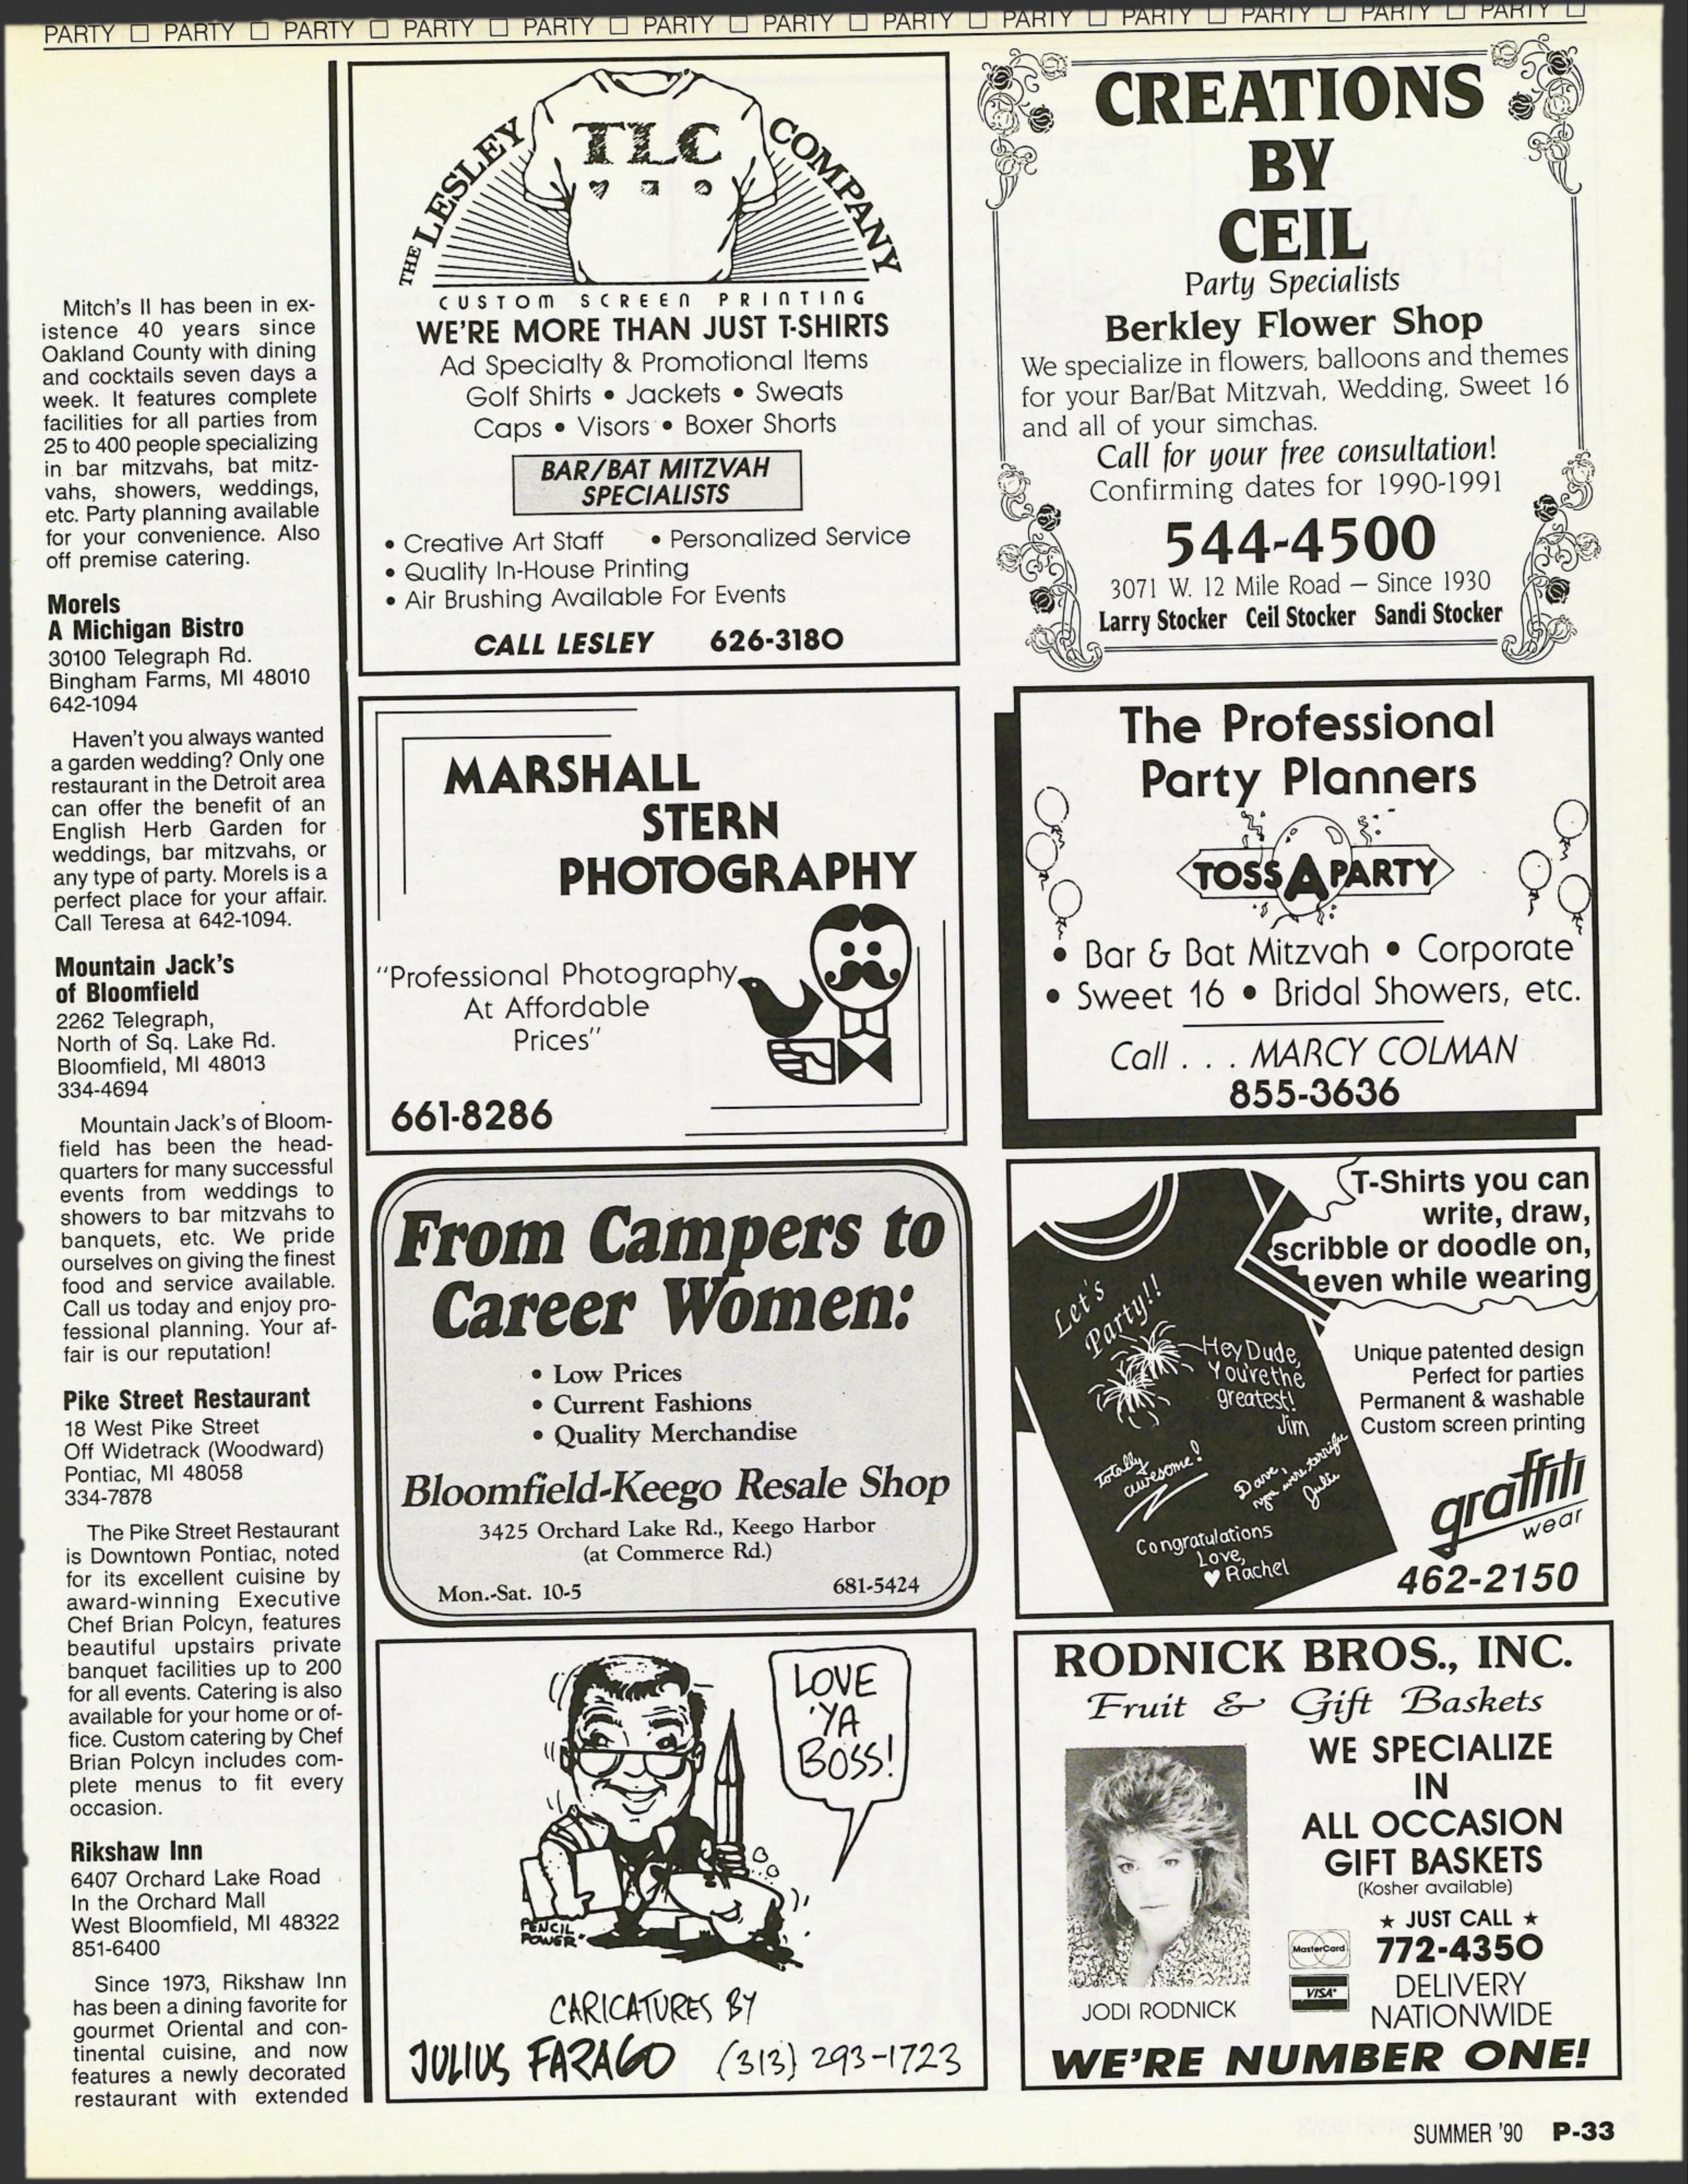 PARTY □ PARTY □ PARTY □ PARTY □ PARTY □ PARTY □ PARTY □ PARTY □ PARTY □ PARTY □ PARTY □ PARTY □ PARTY □
Mitch's II has been in ex-
istence 40 years since
Oakland County with dining
and cocktails seven days a
week. It features complete
facilities for all parties from
25 to 400 people specializing
in bar mitzvahs, bat mitz-
vahs, showers, weddings,
etc. Party planning available
for your convenience. Also
off premise catering.
Morels
A Michigan Bistro
30100 Telegraph Rd.
Bingham Farms, MI 48010
642-1094
Haven't you always wanted
a garden wedding? Only one
restaurant in the Detroit area
can offer the benefit of an
English Herb Garden for
weddings, bar mitzvahs, or
any type of party. Morels is a
perfect place for your affair.
Call Teresa at 642-1094.
Mountain Jack's
of Bloomfield
2262 Telegraph,
North of Sq. Lake Rd.
Bloomfield, MI 48013
334-4694
Mountain Jack's of Bloom-
field has been the head-
quarters for many successful
events from weddings to
showers to bar mitzvahs to
banquets, etc. We pride
ourselves on giving the finest
food and service available.
Call us today and enjoy pro-
fessional planning. Your af-
fair is our reputation!
Pike Street Restaurant
18 West Pike Street
Off Widetrack (Woodward)
Pontiac, MI 48058
334-7878
The Pike Street Restaurant
is Downtown Pontiac, noted
for its excellent cuisine by
award-winning Executive
Chef Brian Polcyn, features
beautiful upstairs private
banquet facilities up to 200
for all events. Catering is also
available for your home or of-
fice. Custom catering by Chef
Brian Polcyn includes com-
plete menus to fit every
occasion.
Rikshaw Inn
6407 Orchard Lake Road
In the Orchard Mall
West Bloomfield, MI 48322
851-6400
Since 1973, Rikshaw Inn
has been a dining favorite for
gourmet Oriental and con-
tinental cuisine, and now
features a newly decorated
restaurant with extended
THE LESLEY COMPANY
TLC
CUSTOM SCREEN PRINTING
WE'RE MORE THAN JUST T-SHIRTS
Ad Specialty & Promotional Items
Golf Shirts • Jackets • Sweats
Caps • Visors • Boxer Shorts
BAR/BAT MITZVAH
SPECIALISTS
• Creative Art Staff • Personalized Service
• Quality In-House Printing
• Air Brushing Available For Events
CALL LESLEY 626-3180
MARSHALL
STERN
PHOTOGRAPHY
"Professional Photography
At Affordable
Prices"
661-8286
From Campers to
Career Women:
• Low Prices
• Current Fashions
• Quality Merchandise
Bloomfield-Keego Resale Shop
3425 Orchard Lake Rd., Keego Harbor
(at Commerce Rd.)
Mon.-Sat. 10-5 681-5424
LOVE
'YA
BOSS!
PENCIL
POWER"
CARICATURES BY
JULIUS FARAGO (313) 293-1723
CREATIONS
BY
CEIL
Party Specialists
Berkley Flower Shop
We specialize in flowers, balloons and themes
for your Bar/Bat Mitzvah, Wedding, Sweet 16
and all of your simchas.
Call for your free consultation!
Confirming dates for 1990-1991
544-4500
3071 W. 12 Mile Road — Since 1930
Larry Stocker Ceil Stocker Sandi Stocker
The Professional
Party Planners
TOSS A PARTY
• Bar & Bat Mitzvah • Corporate
• Sweet 16 • Bridal Showers, etc.
Call . . . MARCY COLMAN
855-3636
T-Shirts you can
write, draw,
scribble or doodle on,
even while wearing
Let's
Party!!
Hey Dude,
You're the
greatest!
Jim
totally
awesome!
Dave,
you were terrific
Julie
Congratulations
Love,
♥ Rachel
Unique patented design
Perfect for parties
Permanent & washable
Custom screen printing
graffiti
wear
462-2150
RODNICK BROS., INC.
Fruit & Gift Baskets
WE SPECIALIZE
IN
ALL OCCASION
GIFT BASKETS
(Kosher available)
★ JUST CALL ★
MasterCard
772-4350
VISA
DELIVERY
NATIONWIDE
JODI RODNICK
WE'RE NUMBER ONE!
SUMMER '90 P-33